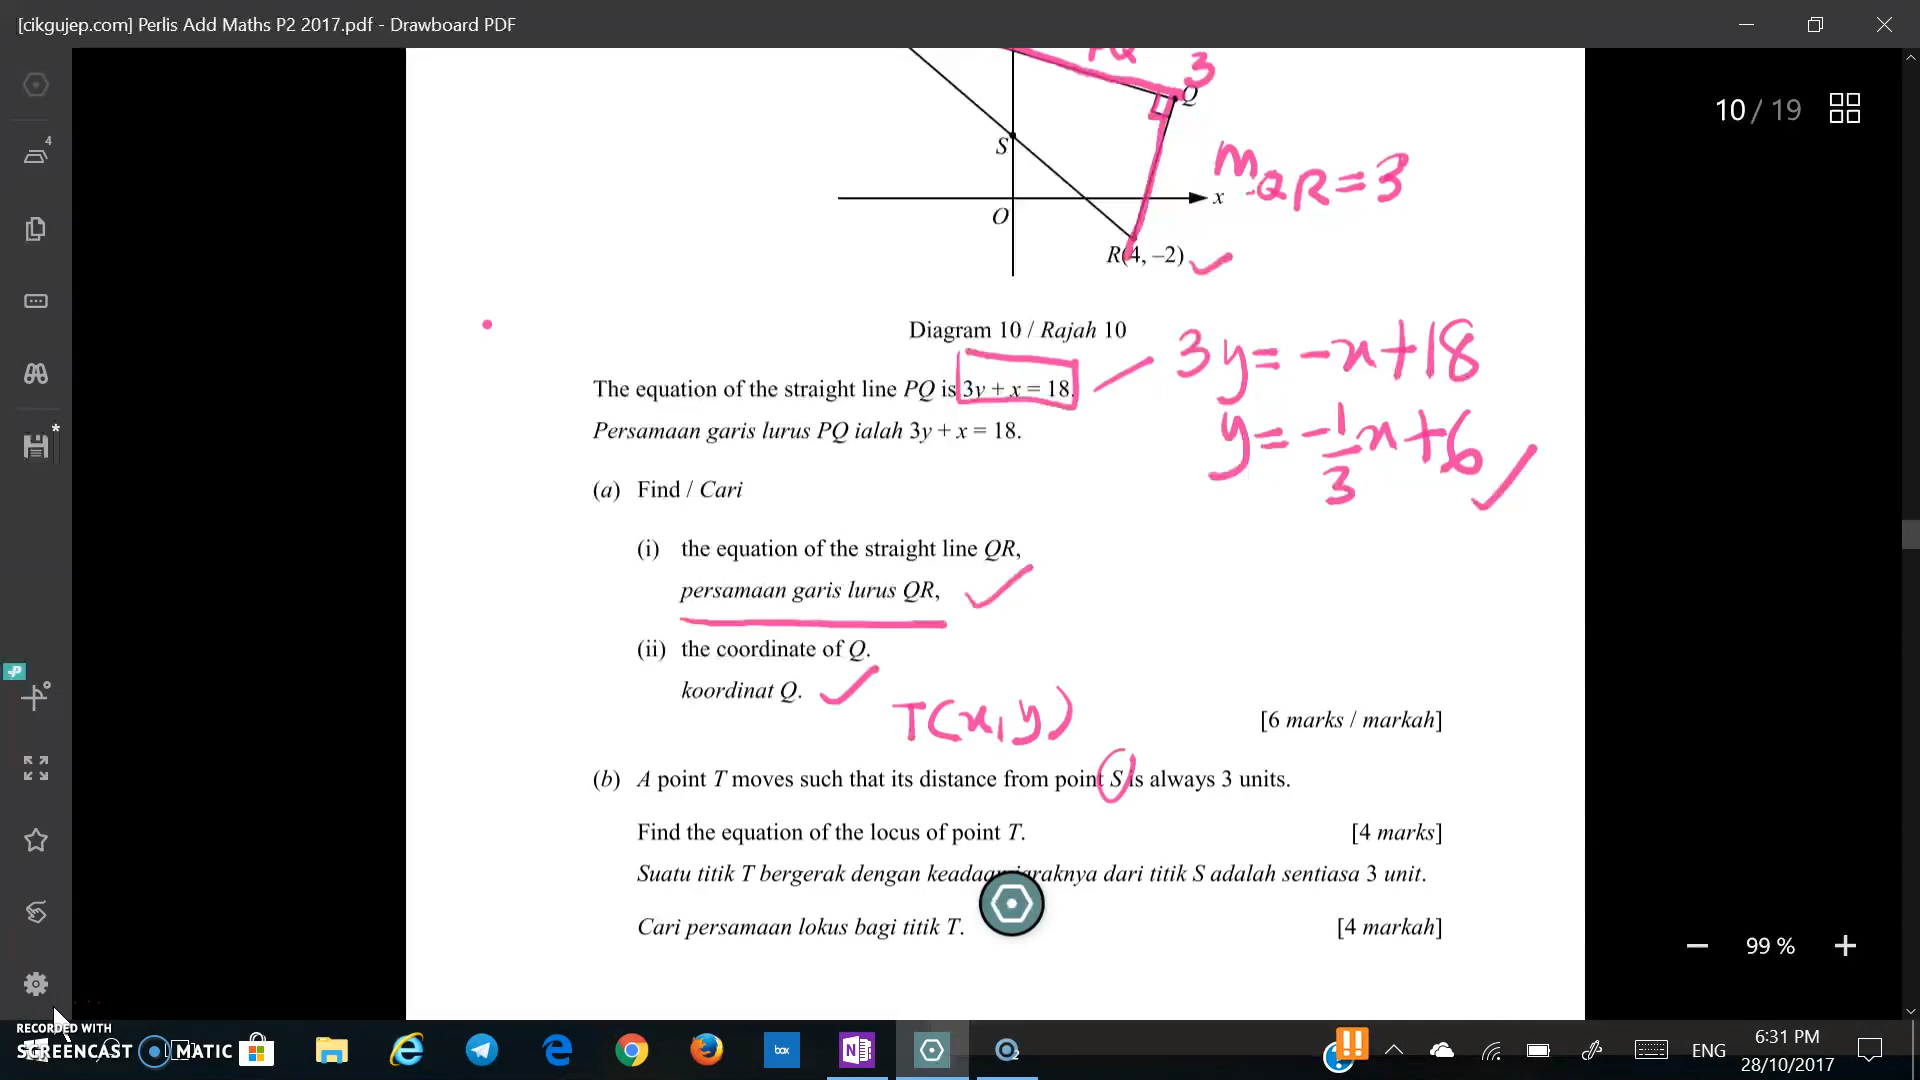 [cikgujep.com] Perlis Add Maths P2 2017.pdf - Drawboard PDF
10 / 19
4
3
Q
S
m QR = 3
x
O
R(4, –2)
Diagram 10 / Rajah 10
3y = -x + 18
The equation of the straight line PQ is 3y + x = 18.
y = -1/3 x + 6
Persamaan garis lurus PQ ialah 3y + x = 18.
(a) Find / Cari
(i) the equation of the straight line QR,
persamaan garis lurus QR,
(ii) the coordinate of Q.
koordinat Q.
T(x, y)
[6 marks / markah]
(b) A point T moves such that its distance from point S is always 3 units.
Find the equation of the locus of point T. [4 marks]
Suatu titik T bergerak dengan keadaan jaraknya dari titik S adalah sentiasa 3 unit.
Cari persamaan lokus bagi titik T. [4 markah]
99 %
RECORDED WITH
SCREENCAST MATIC
box
N
2
ENG
6:31 PM
28/10/2017